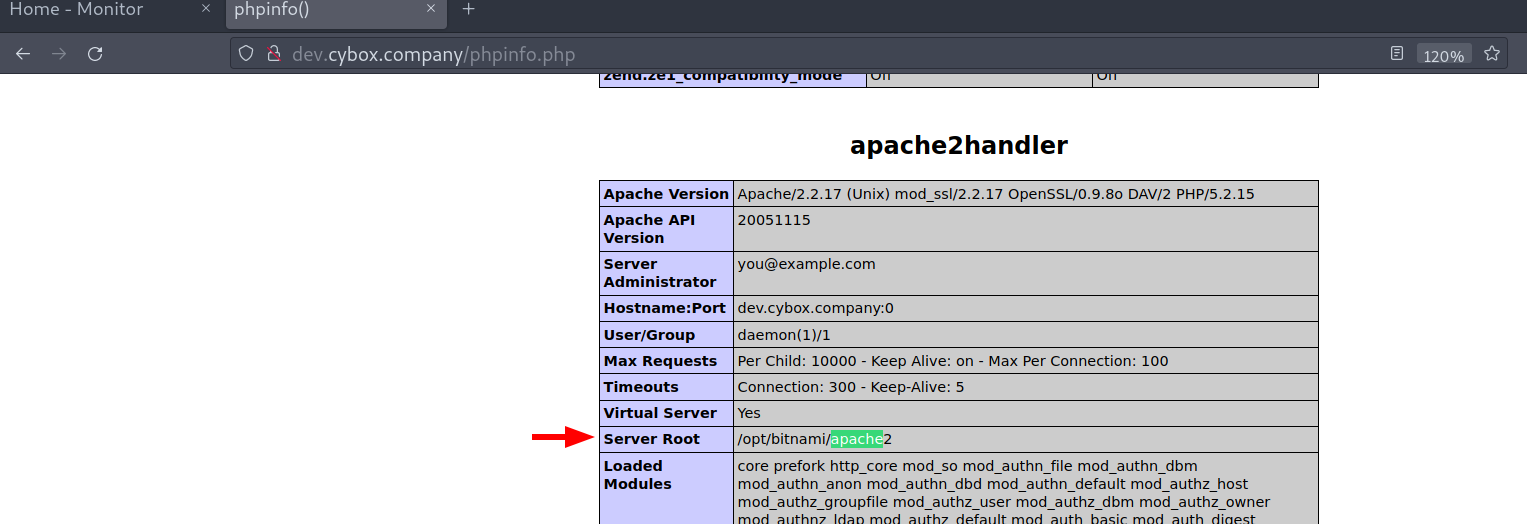 Home - Monitor × phpinfo() × +
dev.cybox.company/phpinfo.php 120%
zend.ze1_compatibility_mode Off Off
apache2handler
Apache Version Apache/2.2.17 (Unix) mod_ssl/2.2.17 OpenSSL/0.9.8o DAV/2 PHP/5.2.15
Apache API 20051115
Version
Server you@example.com
Administrator
Hostname:Port dev.cybox.company:0
User/Group daemon(1)/1
Max Requests Per Child: 10000 - Keep Alive: on - Max Per Connection: 100
Timeouts Connection: 300 - Keep-Alive: 5
Virtual Server Yes
Server Root /opt/bitnami/apache2
Loaded core prefork http_core mod_so mod_authn_file mod_authn_dbm
Modules mod_authn_anon mod_authn_dbd mod_authn_default mod_authz_host
mod_authz_groupfile mod_authz_user mod_authz_dbm mod_authz_owner
mod_authnz_ldap mod_authz_default mod_auth_basic mod_auth_digest